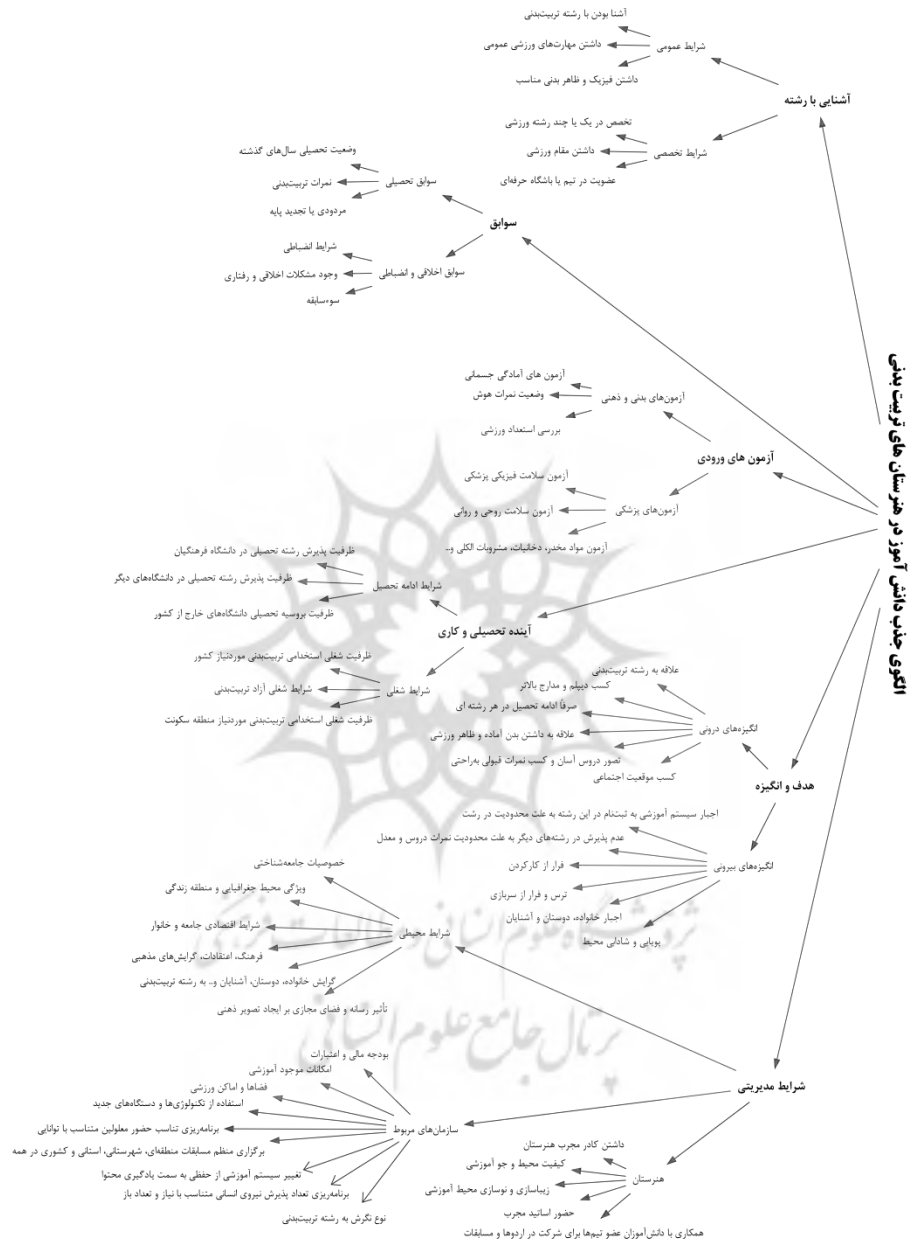 الگوی جذب دانش آموز در هنرستان های تربیت بدنی
آشنایی با رشته
شرایط عمومی
آشنا بودن با رشته تربیت‌بدنی
داشتن مهارت‌های ورزشی عمومی
داشتن فیزیک و ظاهر بدنی مناسب
شرایط تخصصی
تخصص در یک یا چند رشته ورزشی
داشتن مقام ورزشی
عضویت در تیم یا باشگاه حرفه‌ای
سوابق
سوابق تحصیلی
وضعیت تحصیلی سال‌های گذشته
نمرات تربیت‌بدنی
مردودی یا تجدید پایه
سوابق اخلاقی و انضباطی
شرایط انضباطی
وجود مشکلات اخلاقی و رفتاری
سوءسابقه
آزمون های ورودی
آزمون‌های بدنی و ذهنی
آزمون های آمادگی جسمانی
وضعیت نمرات هوش
بررسی استعداد ورزشی
آزمون‌های پزشکی
آزمون سلامت فیزیکی پزشکی
آزمون سلامت روحی و روانی
آزمون مواد مخدر، دخانیات، مشروبات الکلی و..
آینده تحصیلی و کاری
شرایط ادامه تحصیل
ظرفیت پذیرش رشته تحصیلی در دانشگاه فرهنگیان
ظرفیت پذیرش رشته تحصیلی در دانشگاه‌های دیگر
ظرفیت بروسیه تحصیلی دانشگاه‌های خارج از کشور
شرایط شغلی
ظرفیت شغلی استخدامی تربیت‌بدنی موردنیاز کشور
شرایط شغلی آزاد تربیت‌بدنی
ظرفیت شغلی استخدامی تربیت‌بدنی موردنیاز منطقه سکونت
هدف و انگیزه
انگیزه‌های درونی
علاقه به رشته تربیت‌بدنی
کسب دیپلم و مدارج بالاتر
صرفاً ادامه تحصیل در هر رشته ای
علاقه به داشتن بدن آماده و ظاهر ورزشی
تصور دروس آسان و کسب نمرات قبولی به‌راحتی
کسب موقعیت اجتماعی
انگیزه‌های بیرونی
اجبار سیستم آموزشی به ثبت‌نام در این رشته به علت محدودیت در رشت
عدم پذیرش در رشته‌های دیگر به علت محدودیت نمرات دروس و معدل
فرار از کارکردن
ترس و فرار از سربازی
اجبار خانواده، دوستان و آشنایان
پویایی و شادابی محیط
شرایط مدیریتی
شرایط محیطی
خصوصیات جامعه‌شناختی
ویژگی محیط جغرافیایی و منطقه زندگی
شرایط اقتصادی جامعه و خانوار
فرهنگ، اعتقادات، گرایش‌های مذهبی
گرایش خانواده، دوستان، آشنایان و.. به رشته تربیت‌بدنی
تأثیر رسانه و فضای مجازی بر ایجاد تصویر ذهنی
سازمان‌های مربوط
بودجه مالی و اعتبارات
امکانات موجود آموزشی
فضاها و اماکن ورزشی
استفاده از تکنولوژی‌ها و دستگاه‌های جدید
برنامه‌ریزی تناسب حضور معلولین متناسب با توانایی
برگزاری منظم مسابقات منطقه‌ای، شهرستانی، استانی و کشوری در همه
تغییر سیستم آموزشی از حفظی به سمت یادگیری محتوا
برنامه‌ریزی تعداد پذیرش نیروی انسانی متناسب با نیاز و تعداد باز
نوع نگرش به رشته تربیت‌بدنی
هنرستان
داشتن کادر مجرب هنرستان
کیفیت محیط و جو آموزشی
زیباسازی و نوسازی محیط آموزشی
حضور اساتید مجرب
همکاری با دانش‌آموزان عضو تیم‌ها برای شرکت در اردوها و مسابقات
پژوهشگاه علوم انسانی و مطالعات فرهنگی
پرتال جامع علوم انسانی